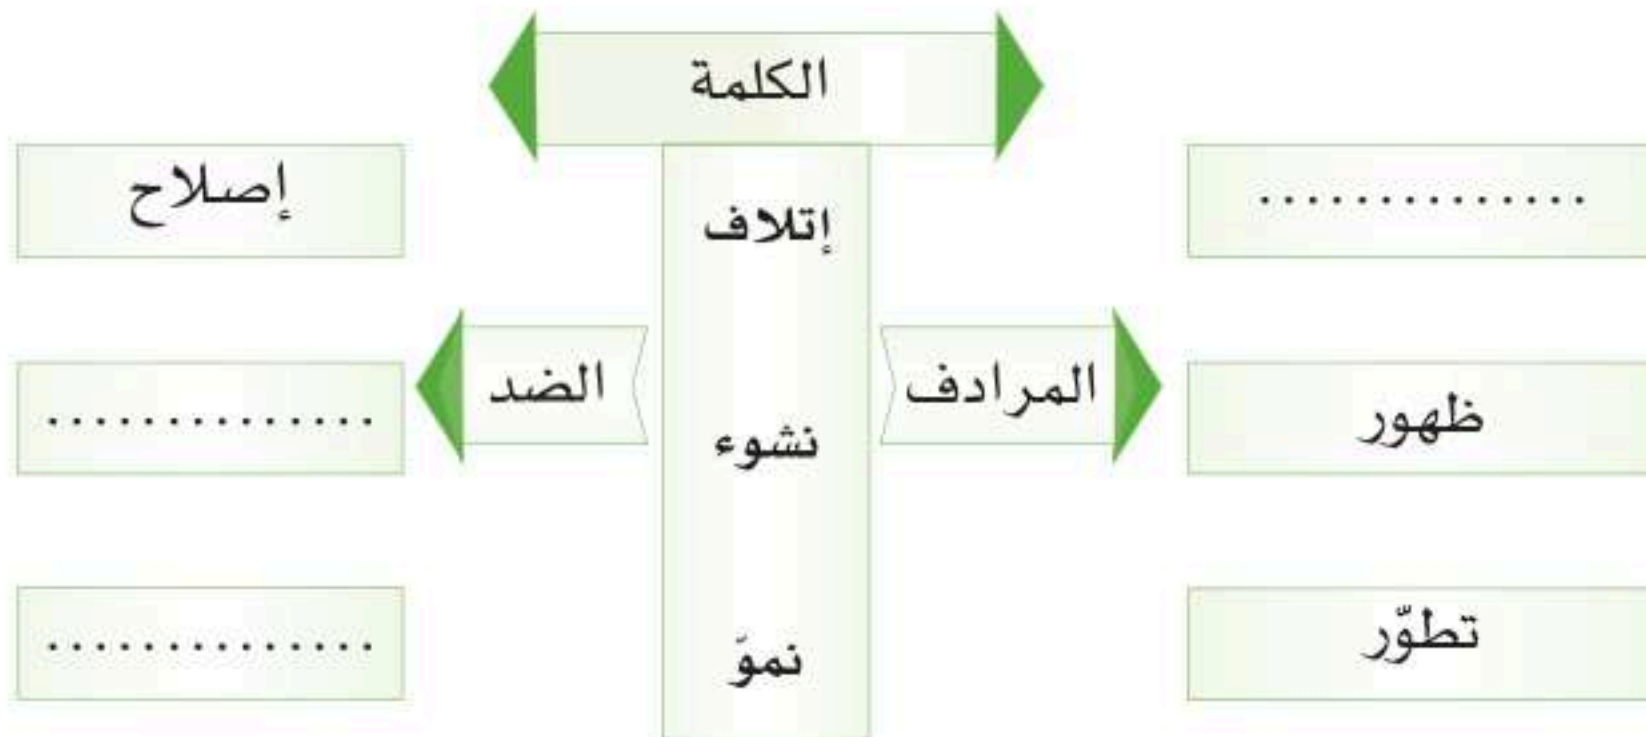 الكلمة
..............
إتلاف
إصلاح
المرادف
الضد
ظهور
نشوء
..............
تطوّر
نموّ
..............